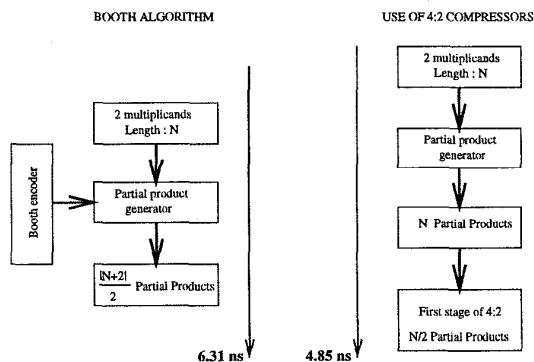 BOOTH ALGORITHM
2 multiplicands
Length : N
Booth encoder
Partial product
generator
|N+2|
2
Partial Products
6.31 ns
USE OF 4:2 COMPRESSORS
2 multiplicands
Length : N
Partial product
generator
N Partial Products
First stage of 4:2
N/2 Partial Products
4.85 ns